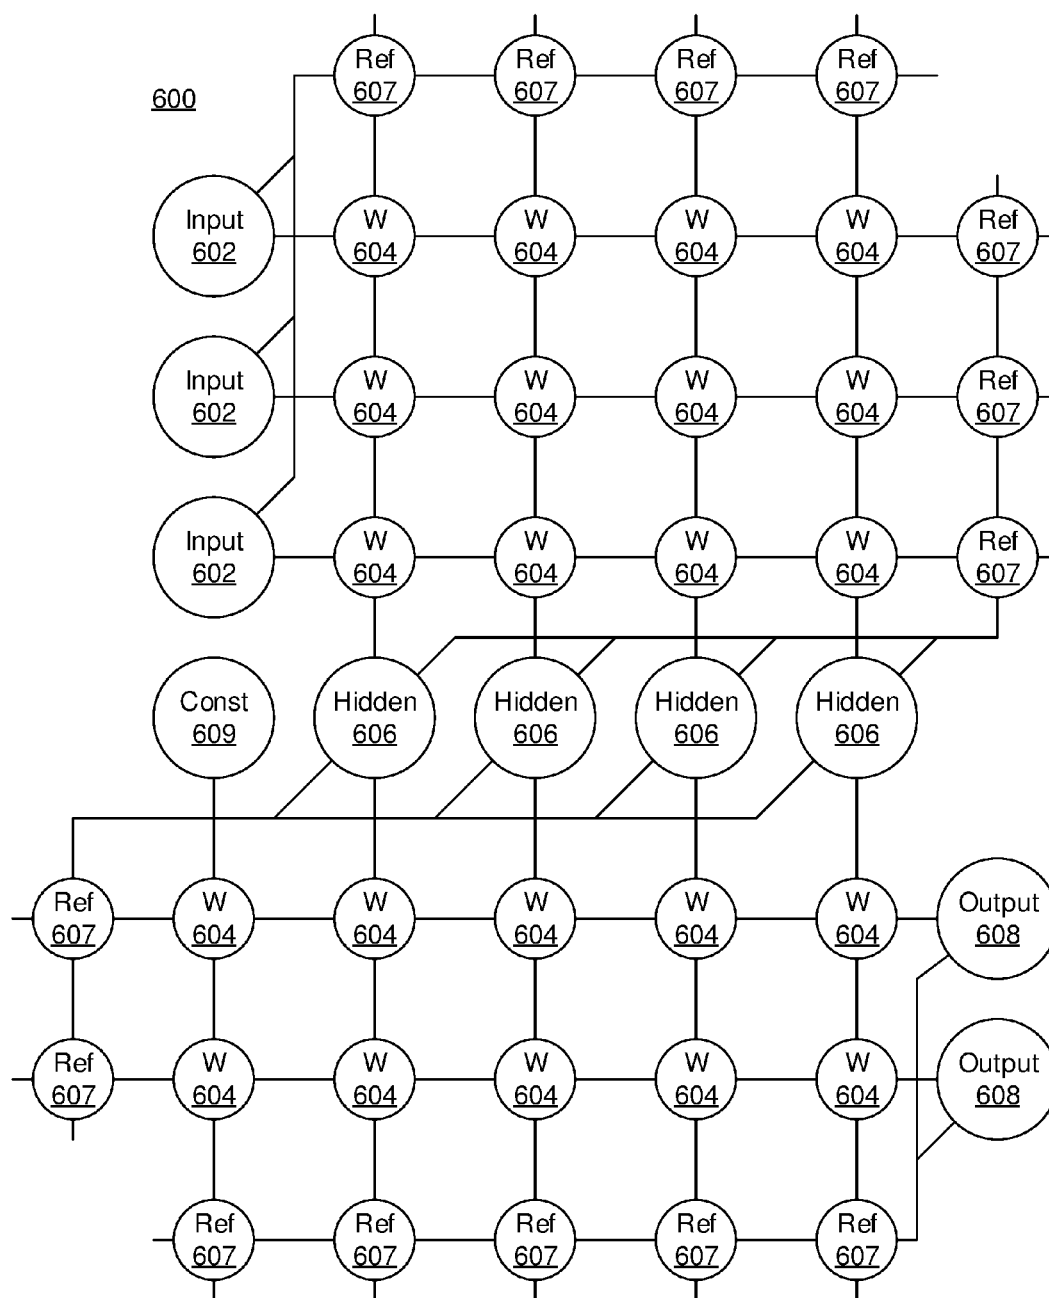 Ref Ref Ref Ref
607 607 607 607
600
Input W W W W Ref
602 604 604 604 604 607
Input W W W W Ref
602 604 604 604 604 607
Input W W W W Ref
602 604 604 604 604 607
Const Hidden Hidden Hidden Hidden
609 606 606 606 606
Ref W W W W W Output
607 604 604 604 604 604 608
Ref W W W W W Output
607 604 604 604 604 604 608
Ref Ref Ref Ref Ref
607 607 607 607 607